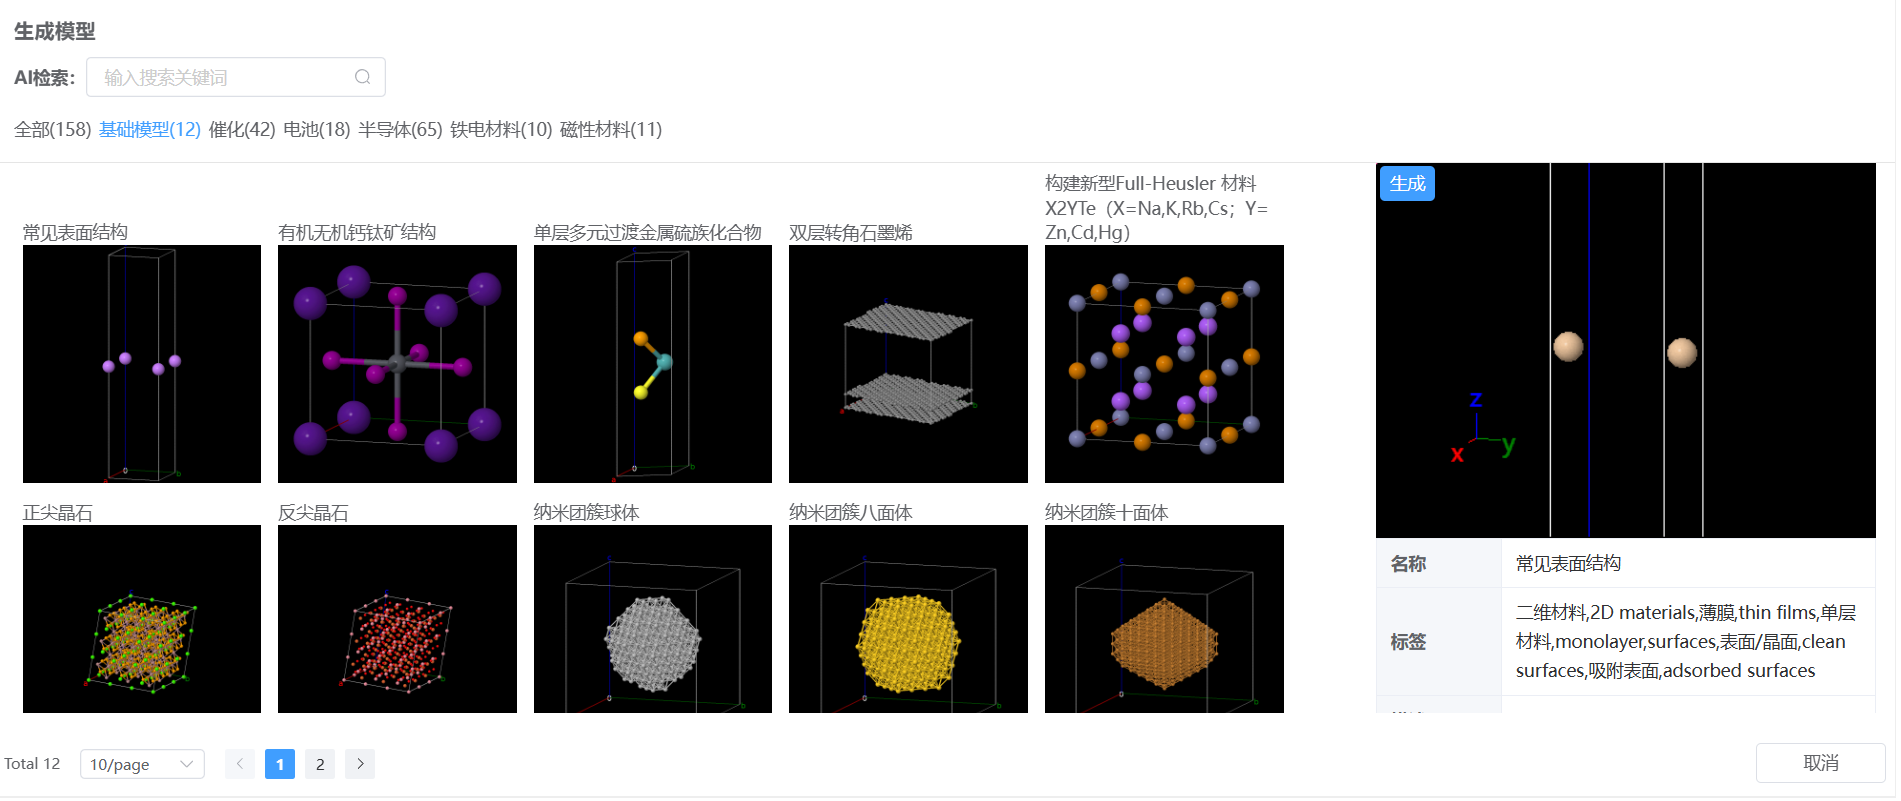 生成模型
AI检索：
输入搜索关键词
全部(158) 基础模型(12) 催化(42) 电池(18) 半导体(65) 铁电材料(10) 磁性材料(11)
常见表面结构
有机无机钙钛矿结构
单层多元过渡金属硫族化合物
双层转角石墨烯
构建新型Full-Heusler 材料
X2YTe（X=Na,K,Rb,Cs；Y=
Zn,Cd,Hg）
正尖晶石
反尖晶石
纳米团簇球体
纳米团簇八面体
纳米团簇十面体
生成
z
x
y
名称
常见表面结构
标签
二维材料,2D materials,薄膜,thin films,单层
材料,monolayer,surfaces,表面/晶面,clean
surfaces,吸附表面,adsorbed surfaces
Total 12
10/page
1
2
取消